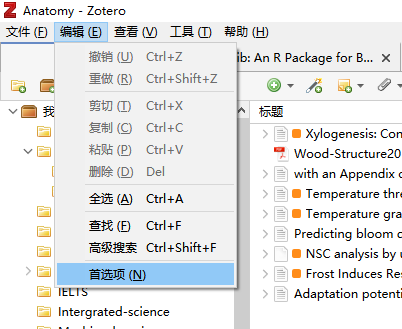 Anatomy - Zotero
文件 (F) 编辑 (E) 查看 (V) 工具 (T) 帮助 (H)
ib: An R Package for B...
撤销 (U) Ctrl+Z
重做 (R) Ctrl+Shift+Z
剪切 (T) Ctrl+X
复制 (C) Ctrl+C
粘贴 (P) Ctrl+V
删除 (D) Del
全选 (A) Ctrl+A
查找 (F) Ctrl+F
高级搜索 Ctrl+Shift+F
首选项 (N)
我
IELTS
Intergrated-science
标题
Xylogenesis: Con
Wood-Structure201
with an Appendix o
Temperature thre
Temperature gra
Predicting bloom d
NSC analysis by u
Frost Induces Res
Adaptation potenti